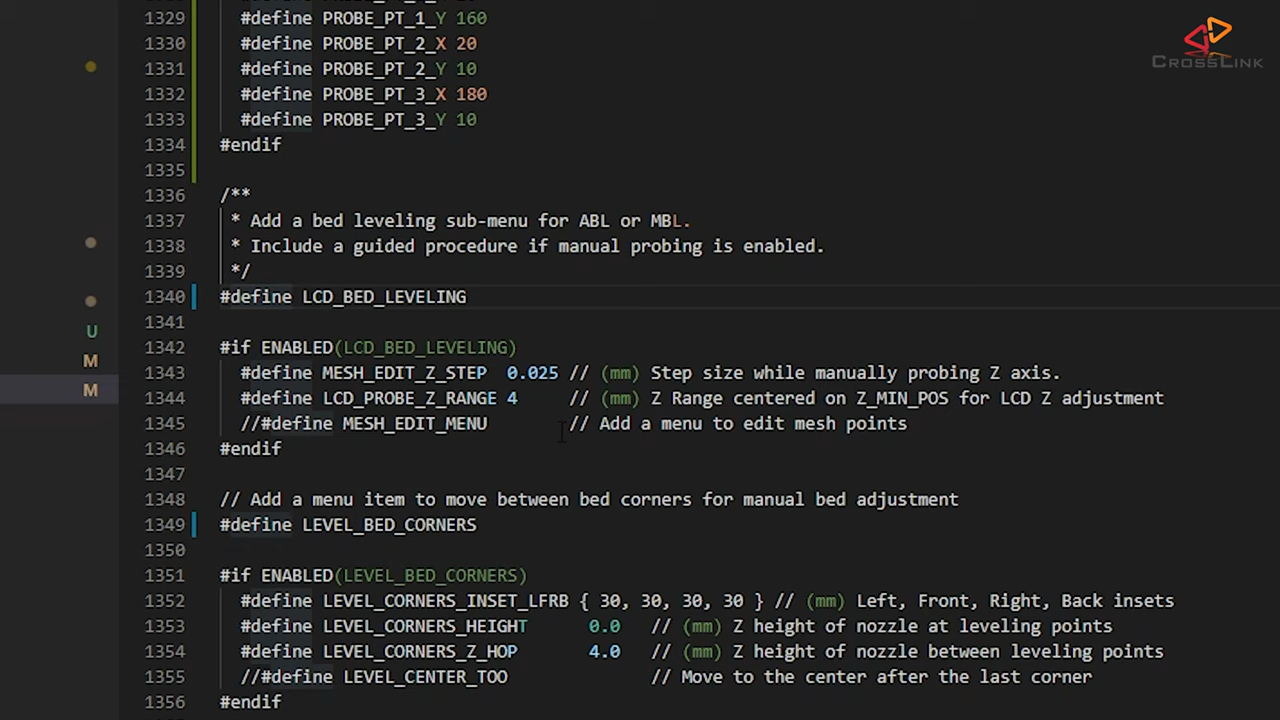 1329 #define PROBE_PT_1_Y 160
1330 #define PROBE_PT_2_X 20
1331 #define PROBE_PT_2_Y 10
1332 #define PROBE_PT_3_X 180
1333 #define PROBE_PT_3_Y 10
1334 #endif
1335
1336 /**
1337 * Add a bed leveling sub-menu for ABL or MBL.
1338 * Include a guided procedure if manual probing is enabled.
1339 */
1340 #define LCD_BED_LEVELING
1341
1342 #if ENABLED(LCD_BED_LEVELING)
1343 #define MESH_EDIT_Z_STEP 0.025 // (mm) Step size while manually probing Z axis.
1344 #define LCD_PROBE_Z_RANGE 4 // (mm) Z Range centered on Z_MIN_POS for LCD Z adjustment
1345 //#define MESH_EDIT_MENU // Add a menu to edit mesh points
1346 #endif
1347
1348 // Add a menu item to move between bed corners for manual bed adjustment
1349 #define LEVEL_BED_CORNERS
1350
1351 #if ENABLED(LEVEL_BED_CORNERS)
1352 #define LEVEL_CORNERS_INSET_LFRB { 30, 30, 30, 30 } // (mm) Left, Front, Right, Back insets
1353 #define LEVEL_CORNERS_HEIGHT 0.0 // (mm) Z height of nozzle at leveling points
1354 #define LEVEL_CORNERS_Z_HOP 4.0 // (mm) Z height of nozzle between leveling points
1355 //#define LEVEL_CENTER_TOO // Move to the center after the last corner
1356 #endif
U
M
M
CROSSLINK